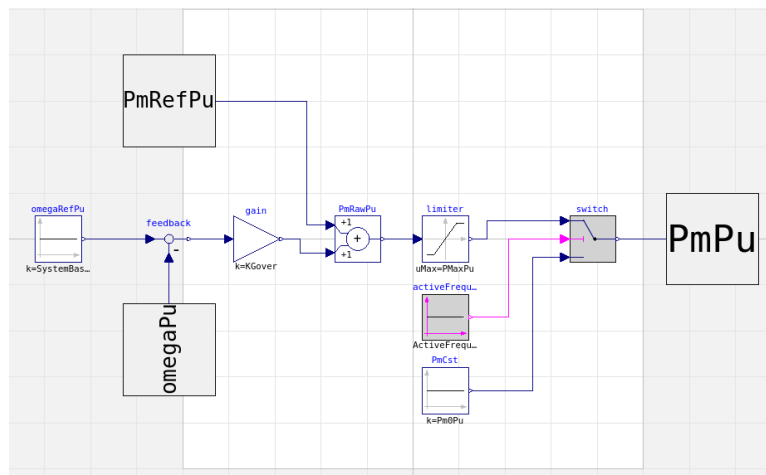 PmRefPu
omegaRefPu
k=SystemBas…
feedback
-
omegaPu
gain
k=KGover
PmRawPu
+1
+
+1
limiter
uMax=PMaxPu
activeFrequ…
ActiveFrequ…
PmCst
k=Pm0Pu
switch
PmPu